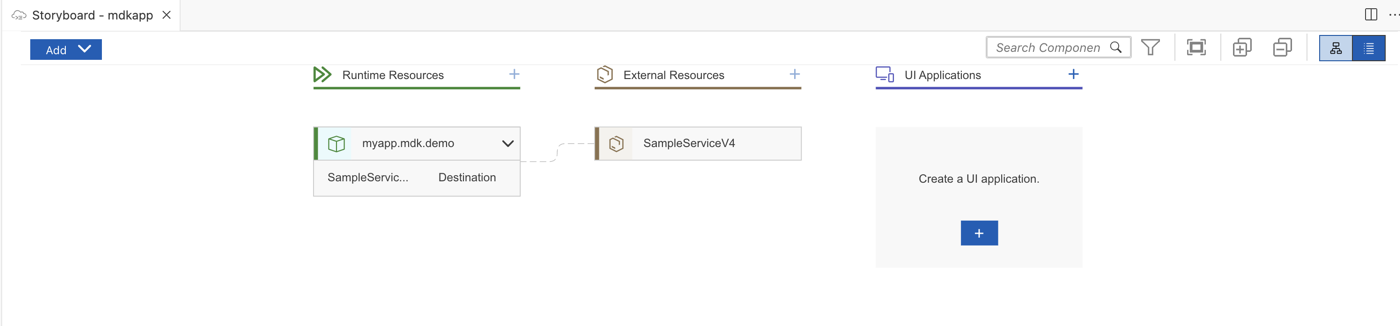 Storyboard - mdkapp
Add
Search Componen
Runtime Resources
External Resources
UI Applications
myapp.mdk.demo
SampleServic... Destination
SampleServiceV4
Create a UI application.